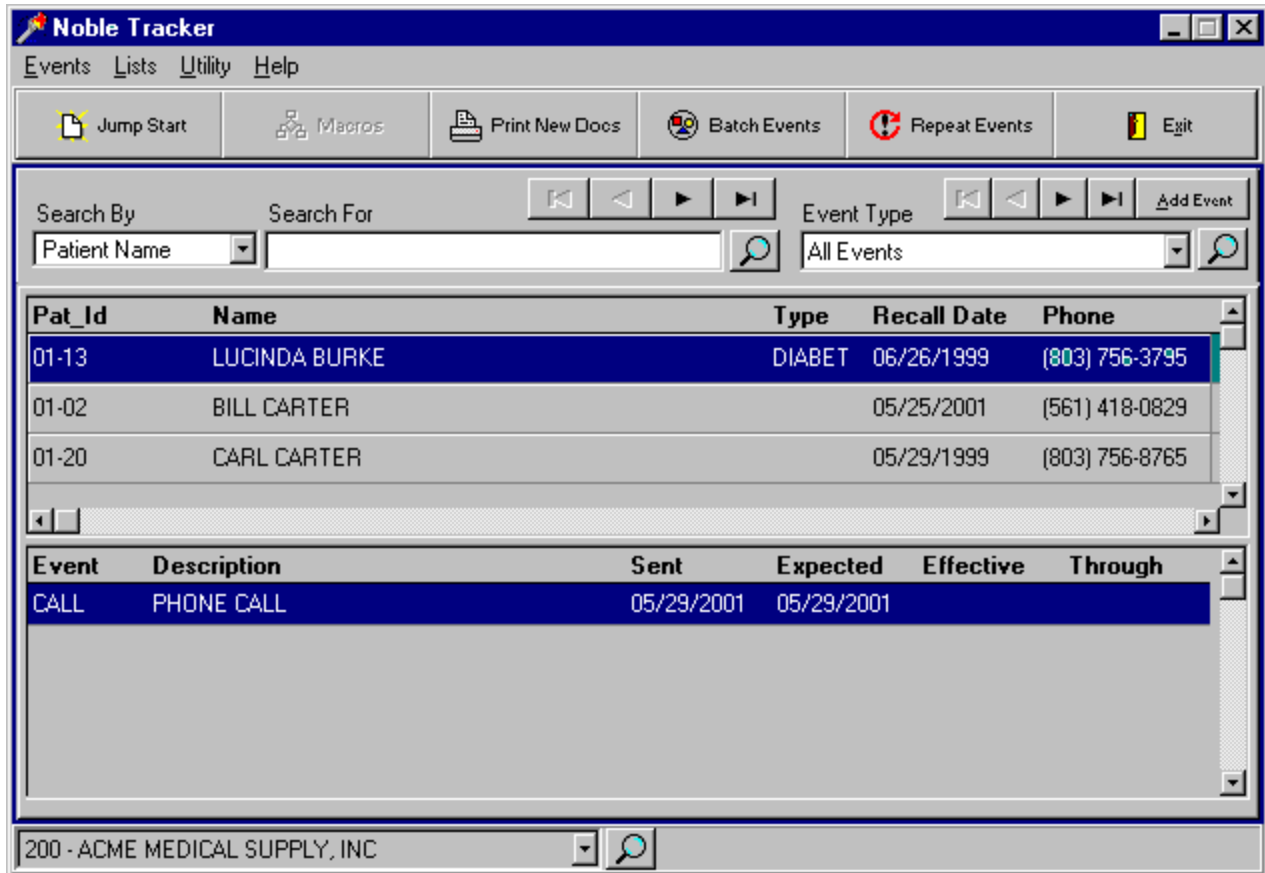 Noble Tracker
Events Lists Utility Help
Jump Start Macros Print New Docs Batch Events Repeat Events Exit
Search By Search For Event Type Add Event
Patient Name All Events
Pat_Id Name Type Recall Date Phone
01-13 LUCINDA BURKE DIABET 06/26/1999 (803) 756-3795
01-02 BILL CARTER 05/25/2001 (561) 418-0829
01-20 CARL CARTER 05/29/1999 (803) 756-8765
Event Description Sent Expected Effective Through
CALL PHONE CALL 05/29/2001 05/29/2001
200 - ACME MEDICAL SUPPLY, INC